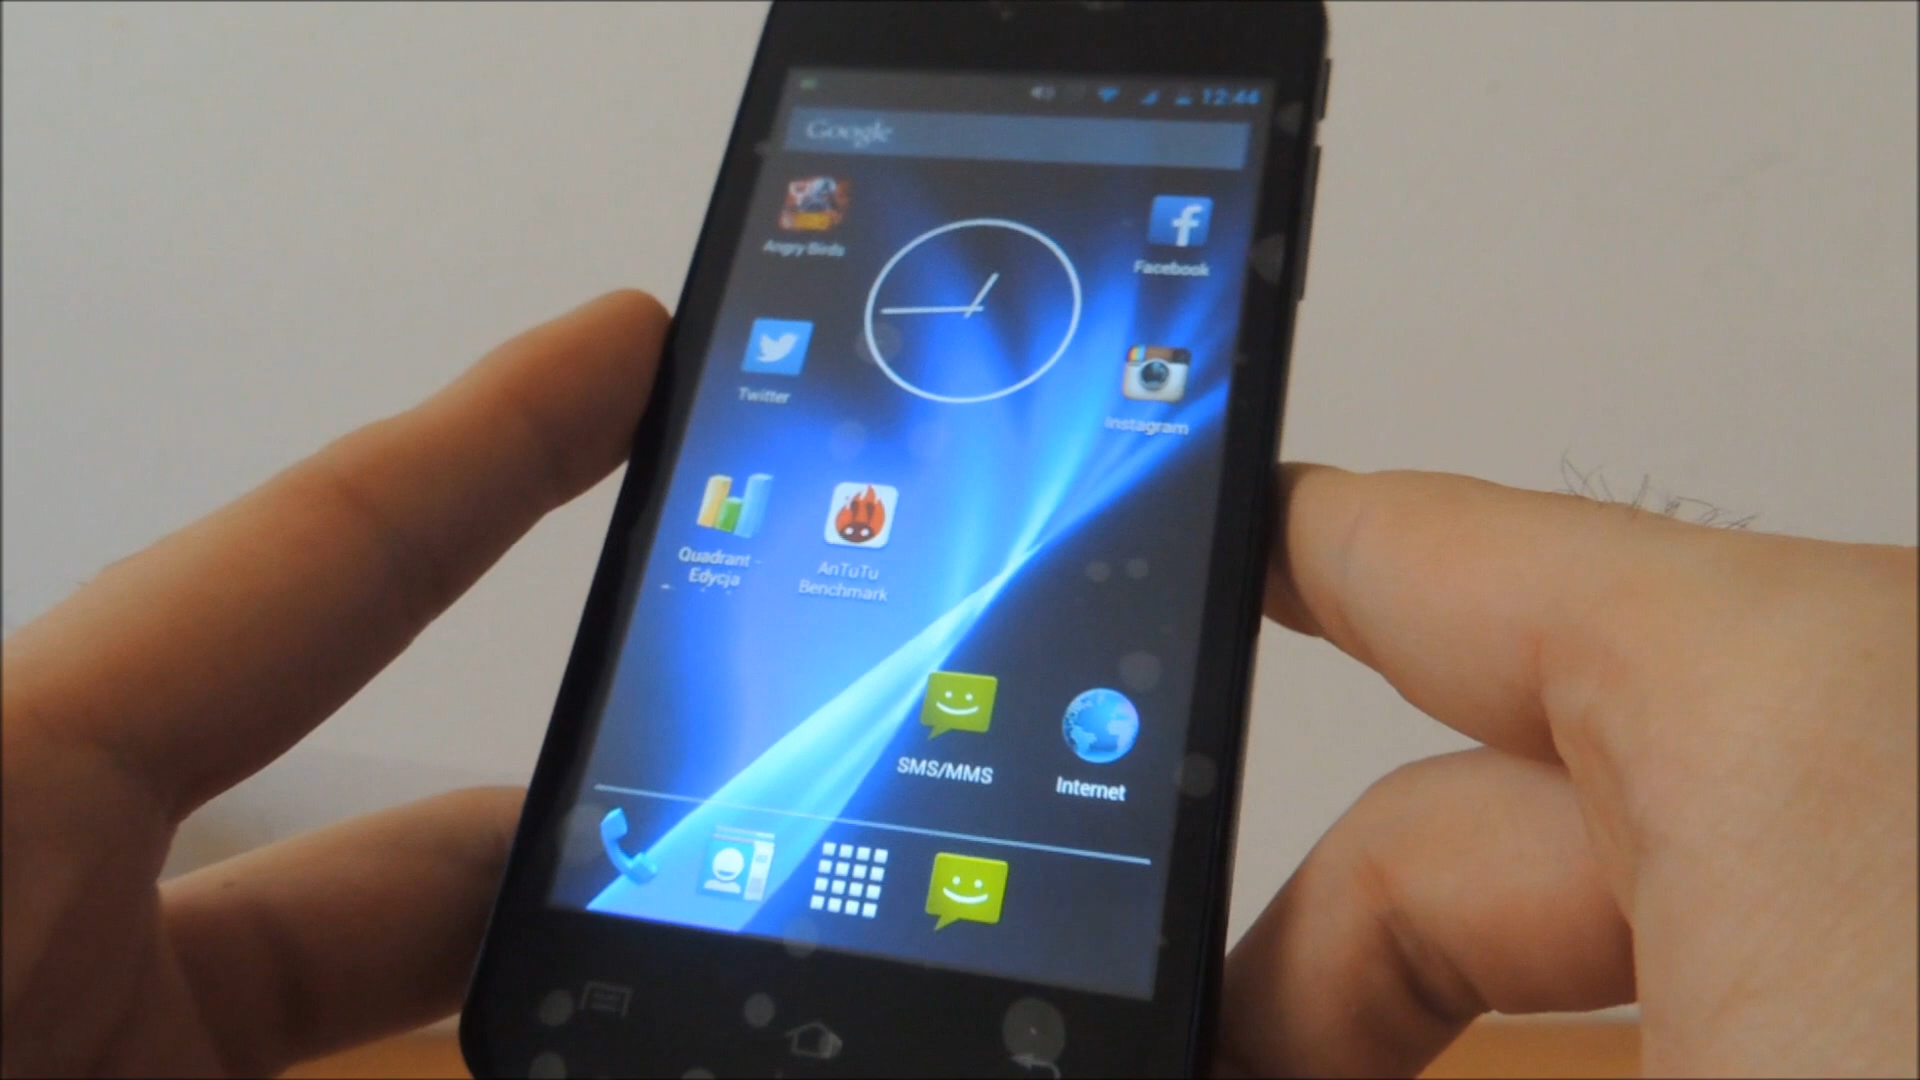 12:44
Google
Angry Birds
Facebook
Twitter
Instagram
Quadrant -
Edycja
AnTuTu
Benchmark
SMS/MMS
Internet